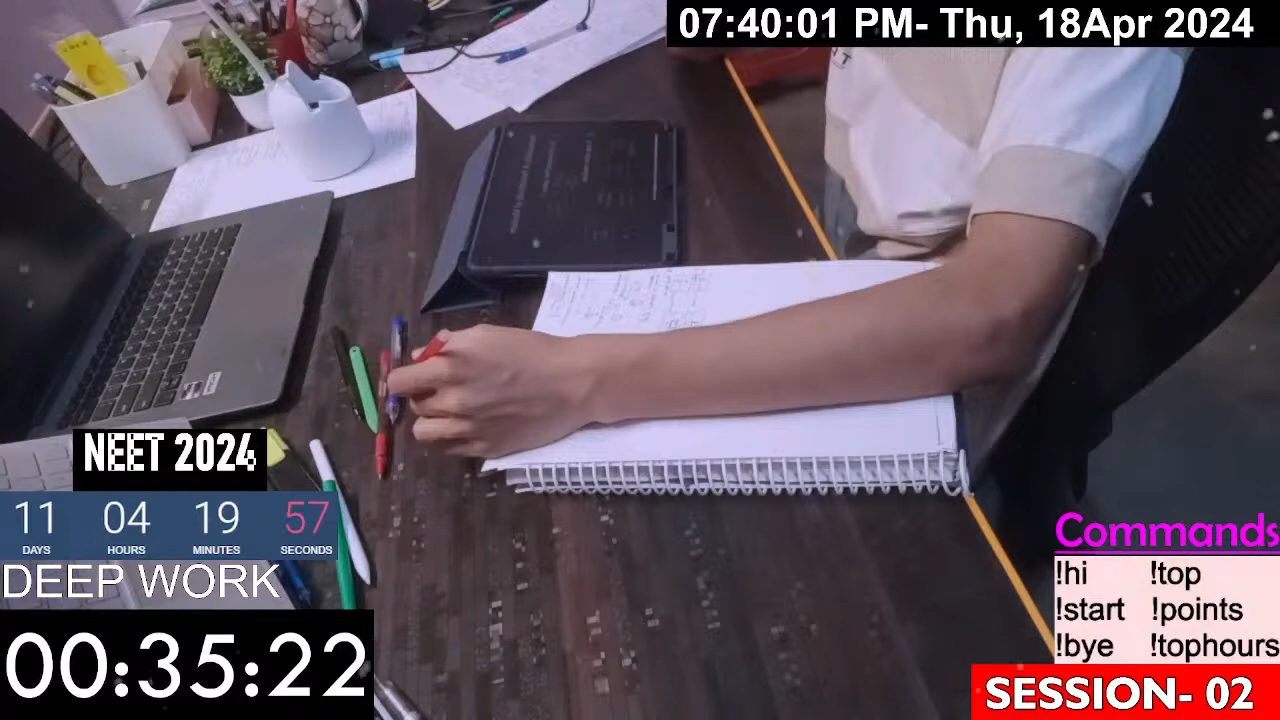 07:40:01 PM- Thu, 18Apr 2024
NEET 2024
11 04 19 57
DAYS HOURS MINUTES SECONDS
DEEP WORK
00:35:22
Commands
!hi !top
!start !points
!bye !tophours
SESSION- 02